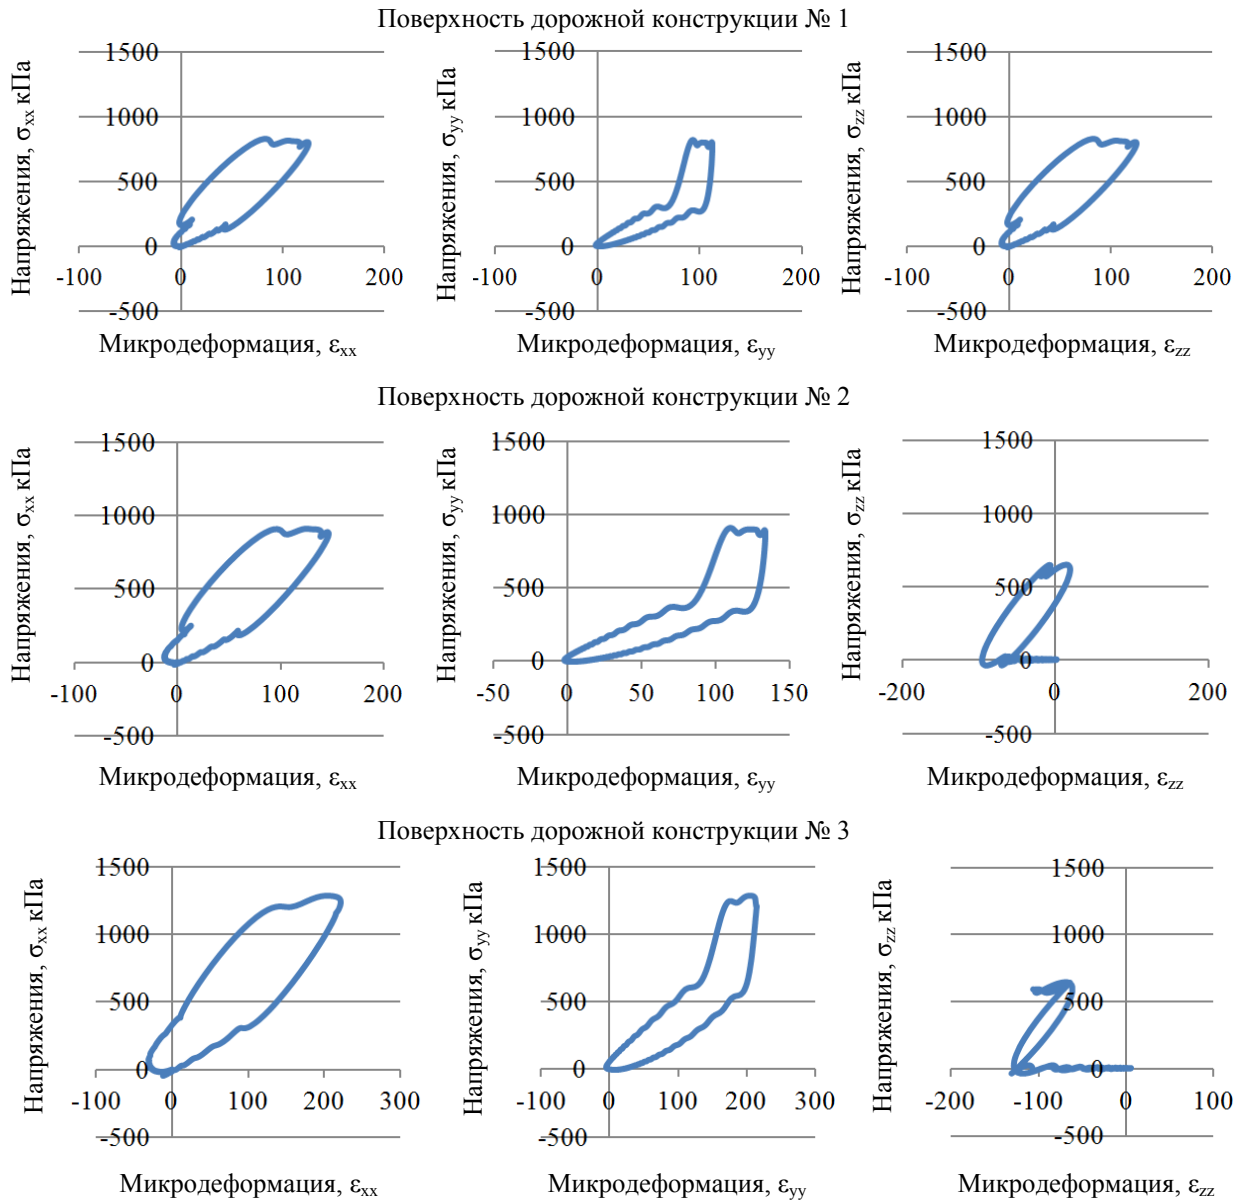 Поверхность дорожной конструкции № 1
Напряжения, σxx кПа
1500
1000
500
0
-500
-100 0 100 200
Микродеформация, εxx
Напряжения, σyy кПа
1500
1000
500
0
-500
-100 0 100 200
Микродеформация, εyy
Напряжения, σzz кПа
1500
1000
500
0
-500
-100 0 100 200
Микродеформация, εzz
Поверхность дорожной конструкции № 2
Напряжения, σxx кПа
1500
1000
500
0
-500
-100 0 100 200
Микродеформация, εxx
Напряжения, σyy кПа
1500
1000
500
0
-500
-50 0 50 100 150
Микродеформация, εyy
Напряжения, σzz кПа
1500
1000
500
0
-500
-200 0 200
Микродеформация, εzz
Поверхность дорожной конструкции № 3
Напряжения, σxx кПа
1500
1000
500
0
-500
-100 0 100 200 300
Микродеформация, εxx
Напряжения, σyy кПа
1500
1000
500
0
-500
-100 0 100 200 300
Микродеформация, εyy
Напряжения, σzz кПа
1500
1000
500
0
-500
-200 -100 0 100
Микродеформация, εzz